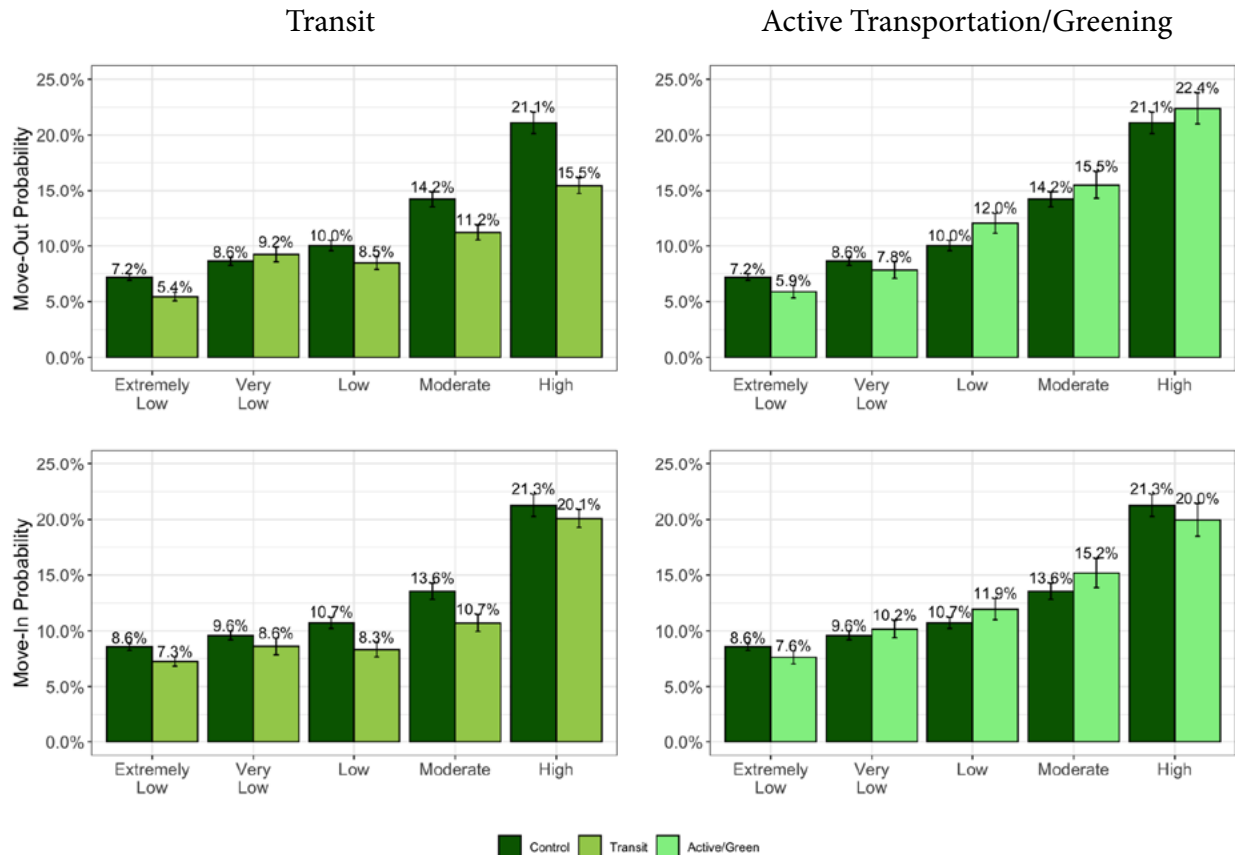 Transit
Active Transportation/Greening
Move-Out Probability
25.0%
20.0%
15.0%
10.0%
5.0%
0.0%
7.2%
5.4%
8.6%
9.2%
10.0%
8.5%
14.2%
11.2%
21.1%
15.5%
Extremely Low
Very Low
Low
Moderate
High
25.0%
20.0%
15.0%
10.0%
5.0%
0.0%
7.2%
5.9%
8.6%
7.8%
10.0%
12.0%
14.2%
15.5%
21.1%
22.4%
Extremely Low
Very Low
Low
Moderate
High
Move-In Probability
25.0%
20.0%
15.0%
10.0%
5.0%
0.0%
8.6%
7.3%
9.6%
8.6%
10.7%
8.3%
13.6%
10.7%
21.3%
20.1%
Extremely Low
Very Low
Low
Moderate
High
25.0%
20.0%
15.0%
10.0%
5.0%
0.0%
8.6%
7.6%
9.6%
10.2%
10.7%
11.9%
13.6%
15.2%
21.3%
20.0%
Extremely Low
Very Low
Low
Moderate
High
Control Transit Active/Green